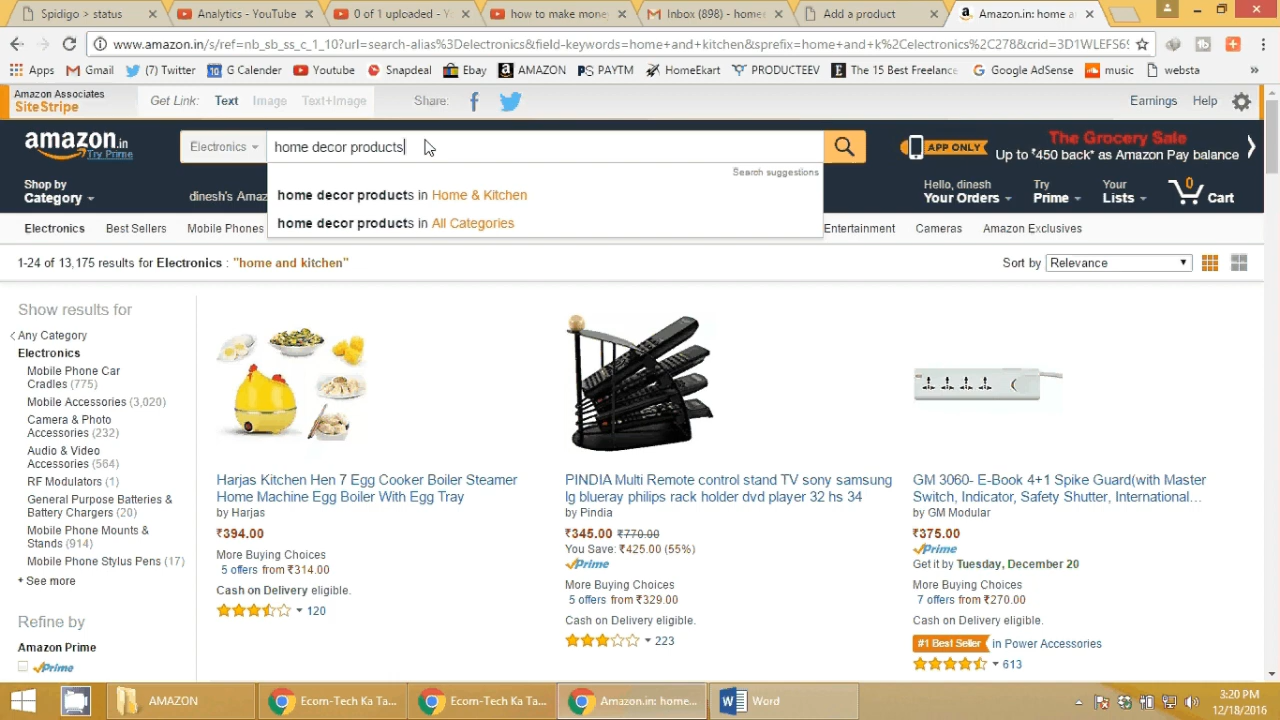 Spidigo > status
Analytics - YouTube
0 of 1 uploaded - Y
how to make mone
Inbox (898) - home
Add a product
Amazon.in: home a
www.amazon.in/s/ref=nb_sb_ss_c_1_10?url=search-alias%3Delectronics&field-keywords=home+and+kitchen&sprefix=home+and+k%2Celectronics%2C278&crid=3D1WLEFS6
Apps
Gmail
(7) Twitter
G Calender
Youtube
Snapdeal
Ebay
AMAZON
PAYTM
HomeEkart
PRODUCTEEV
The 15 Best Freelance
Google AdSense
music
websta
Amazon Associates
SiteStripe
Get Link:
Text
Image
Text+Image
Share:
Earnings
Help
amazon.in
Try Prime
Electronics
home decor products
APP ONLY
The Grocery Sale
Up to ₹450 back* as Amazon Pay balance
Search suggestions
home decor products in Home & Kitchen
home decor products in All Categories
Shop by
Category
dinesh's Amaz
Hello, dinesh
Your Orders
Try
Prime
Your
Lists
0
Cart
Electronics
Best Sellers
Mobile Phones
Entertainment
Cameras
Amazon Exclusives
1-24 of 13,175 results for Electronics : "home and kitchen"
Sort by
Relevance
Show results for
Any Category
Electronics
Mobile Phone Car
Cradles (775)
Mobile Accessories (3,020)
Camera & Photo
Accessories (232)
Audio & Video
Accessories (564)
RF Modulators (1)
General Purpose Batteries &
Battery Chargers (20)
Mobile Phone Mounts &
Stands (914)
Mobile Phone Stylus Pens (17)
+ See more
Refine by
Amazon Prime
Prime
Harjas Kitchen Hen 7 Egg Cooker Boiler Steamer
Home Machine Egg Boiler With Egg Tray
by Harjas
₹394.00
More Buying Choices
5 offers from ₹314.00
Cash on Delivery eligible.
120
PINDIA Multi Remote control stand TV sony samsung
lg blueray philips rack holder dvd player 32 hs 34
by Pindia
₹345.00 ₹770.00
You Save: ₹425.00 (55%)
Prime
More Buying Choices
5 offers from ₹329.00
Cash on Delivery eligible.
223
GM 3060- E-Book 4+1 Spike Guard(with Master
Switch, Indicator, Safety Shutter, International...
by GM Modular
₹375.00
Prime
Get it by Tuesday, December 20
More Buying Choices
7 offers from ₹270.00
Cash on Delivery eligible.
#1 Best Seller in Power Accessories
613
AMAZON
Ecom-Tech Ka Ta...
Ecom-Tech Ka Ta...
Amazon.in: home...
Word
3:20 PM
12/18/2016